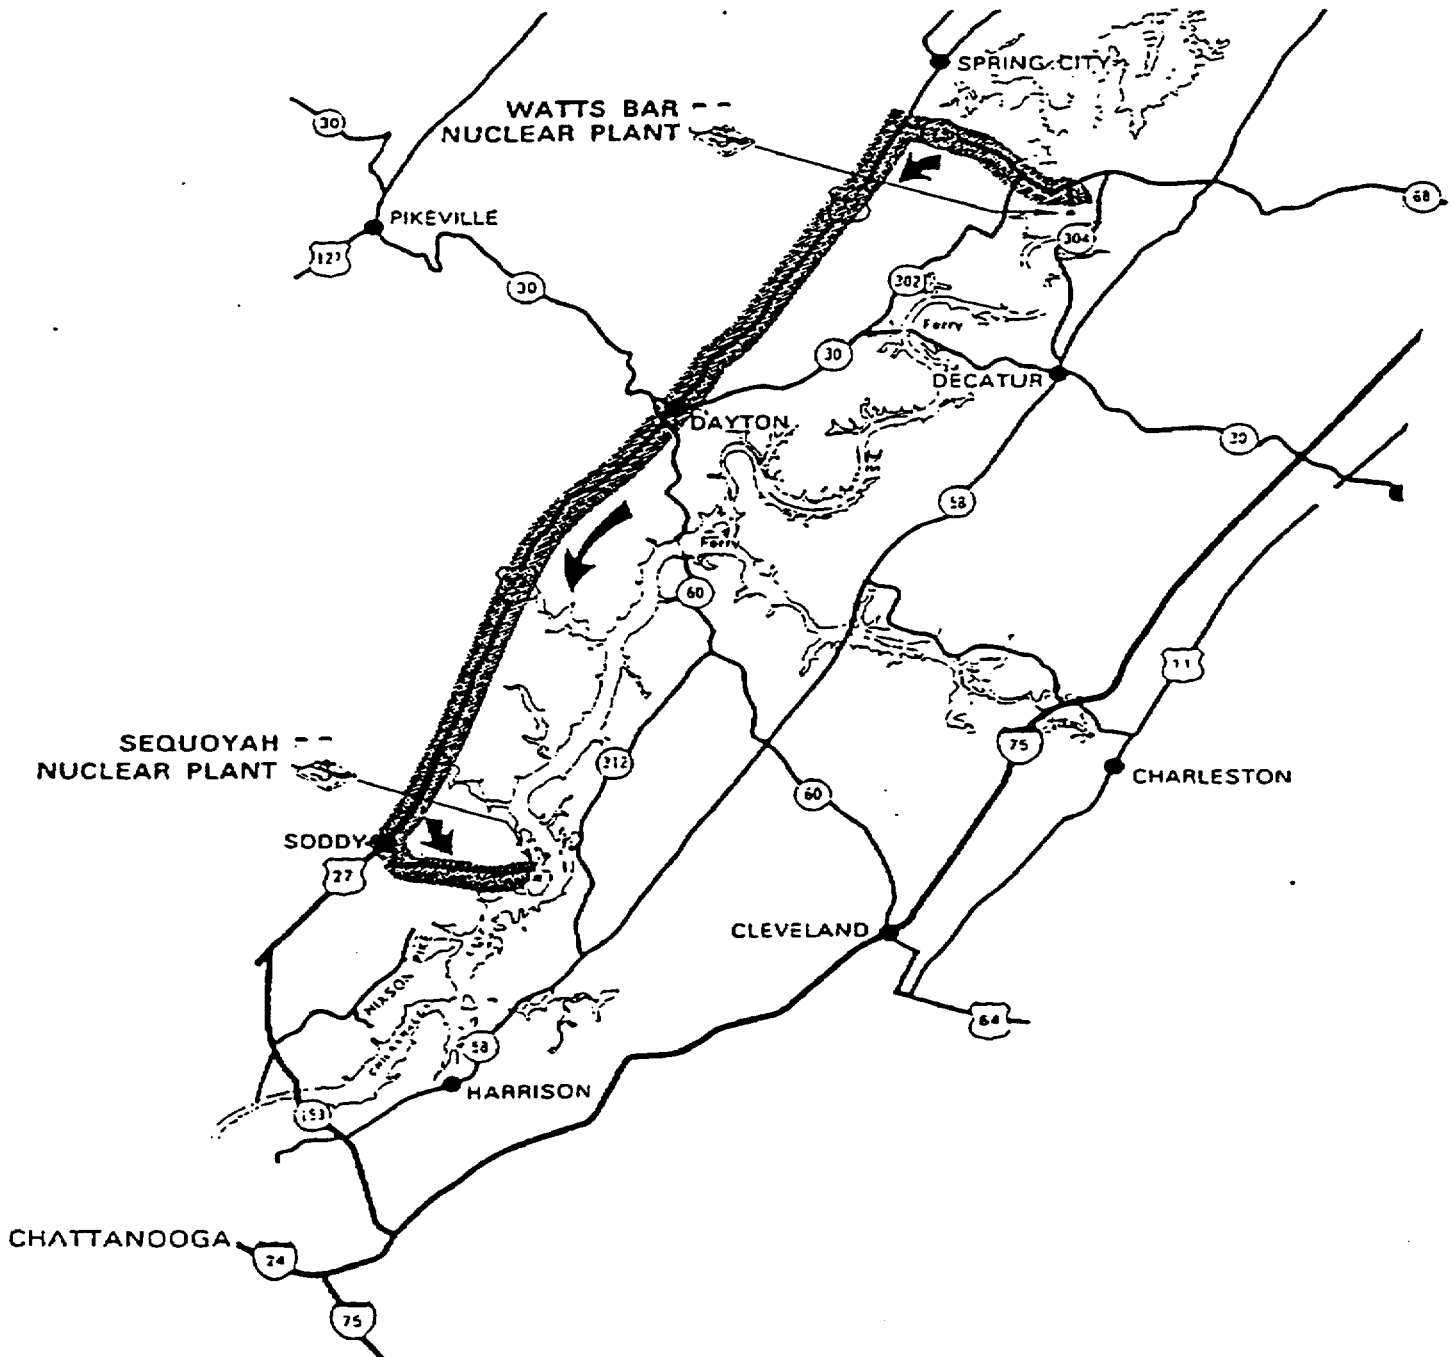 SPRING CITY
WATTS BAR
NUCLEAR PLANT
30
68
PIKEVILLE
304
127
30
302
Ferry
30
DECATUR
DAYTON
30
58
Ferry
60
11
SEQUOYAH
NUCLEAR PLANT
75
312
CHARLESTON
60
SODDY
27
CLEVELAND
64
58
HARRISON
153
CHATTANOOGA
24
75